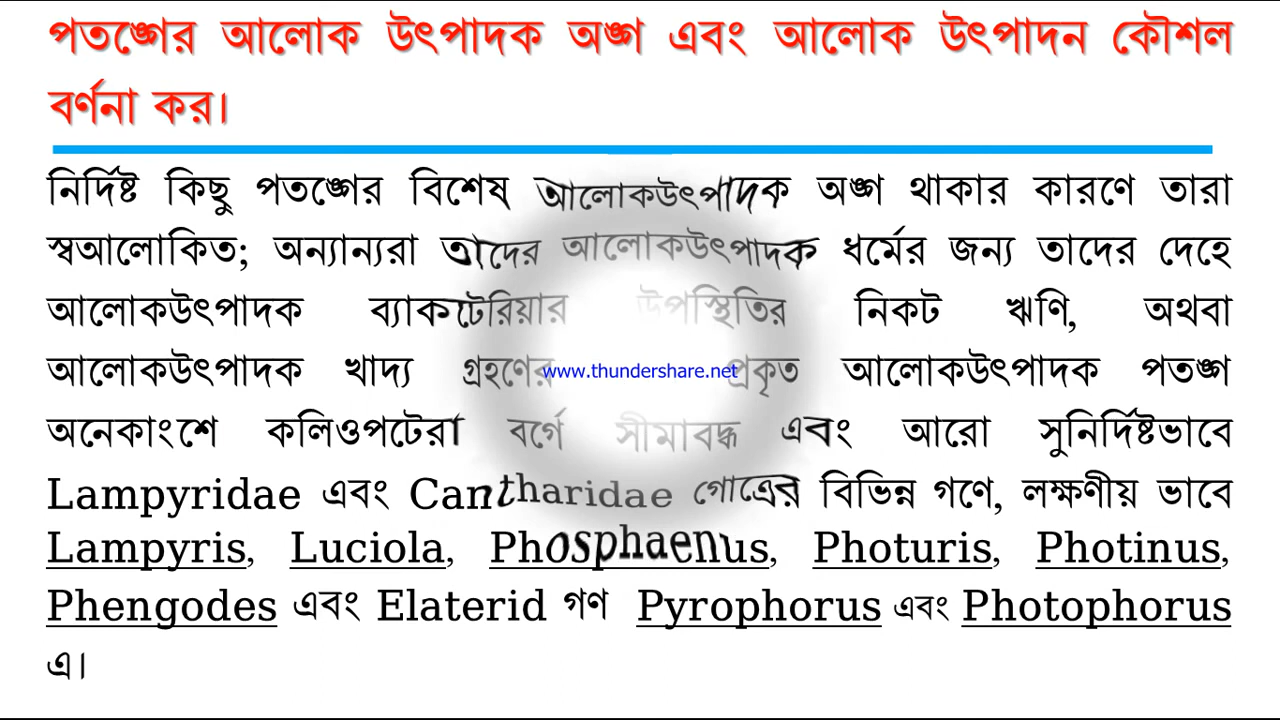 পতঙ্গের আলোক উৎপাদক অঙ্গ এবং আলোক উৎপাদন কৌশল
বর্ণনা কর।
নির্দিষ্ট কিছু পতঙ্গের বিশেষ আলোকউৎপাদক অঙ্গ থাকার কারণে তারা
স্বআলোকিত; অন্যান্যরা তাদের আলোকউৎপাদক ধর্মের জন্য তাদের দেহে
আলোকউৎপাদক ব্যাকটেরিয়ার উপস্থিতির নিকট ঋণি, অথবা
আলোকউৎপাদক খাদ্য গ্রহণের www.thundershare.net প্রকৃত আলোকউৎপাদক পতঙ্গ
অনেকাংশে কলিওপটেরা বর্গে সীমাবদ্ধ এবং আরো সুনির্দিষ্টভাবে
Lampyridae এবং Cantharidae গোত্রের বিভিন্ন গণে, লক্ষণীয় ভাবে
Lampyris, Luciola, Phosphaenus, Photuris, Photinus,
Phengodes এবং Elaterid গণ Pyrophorus এবং Photophorus
এ।